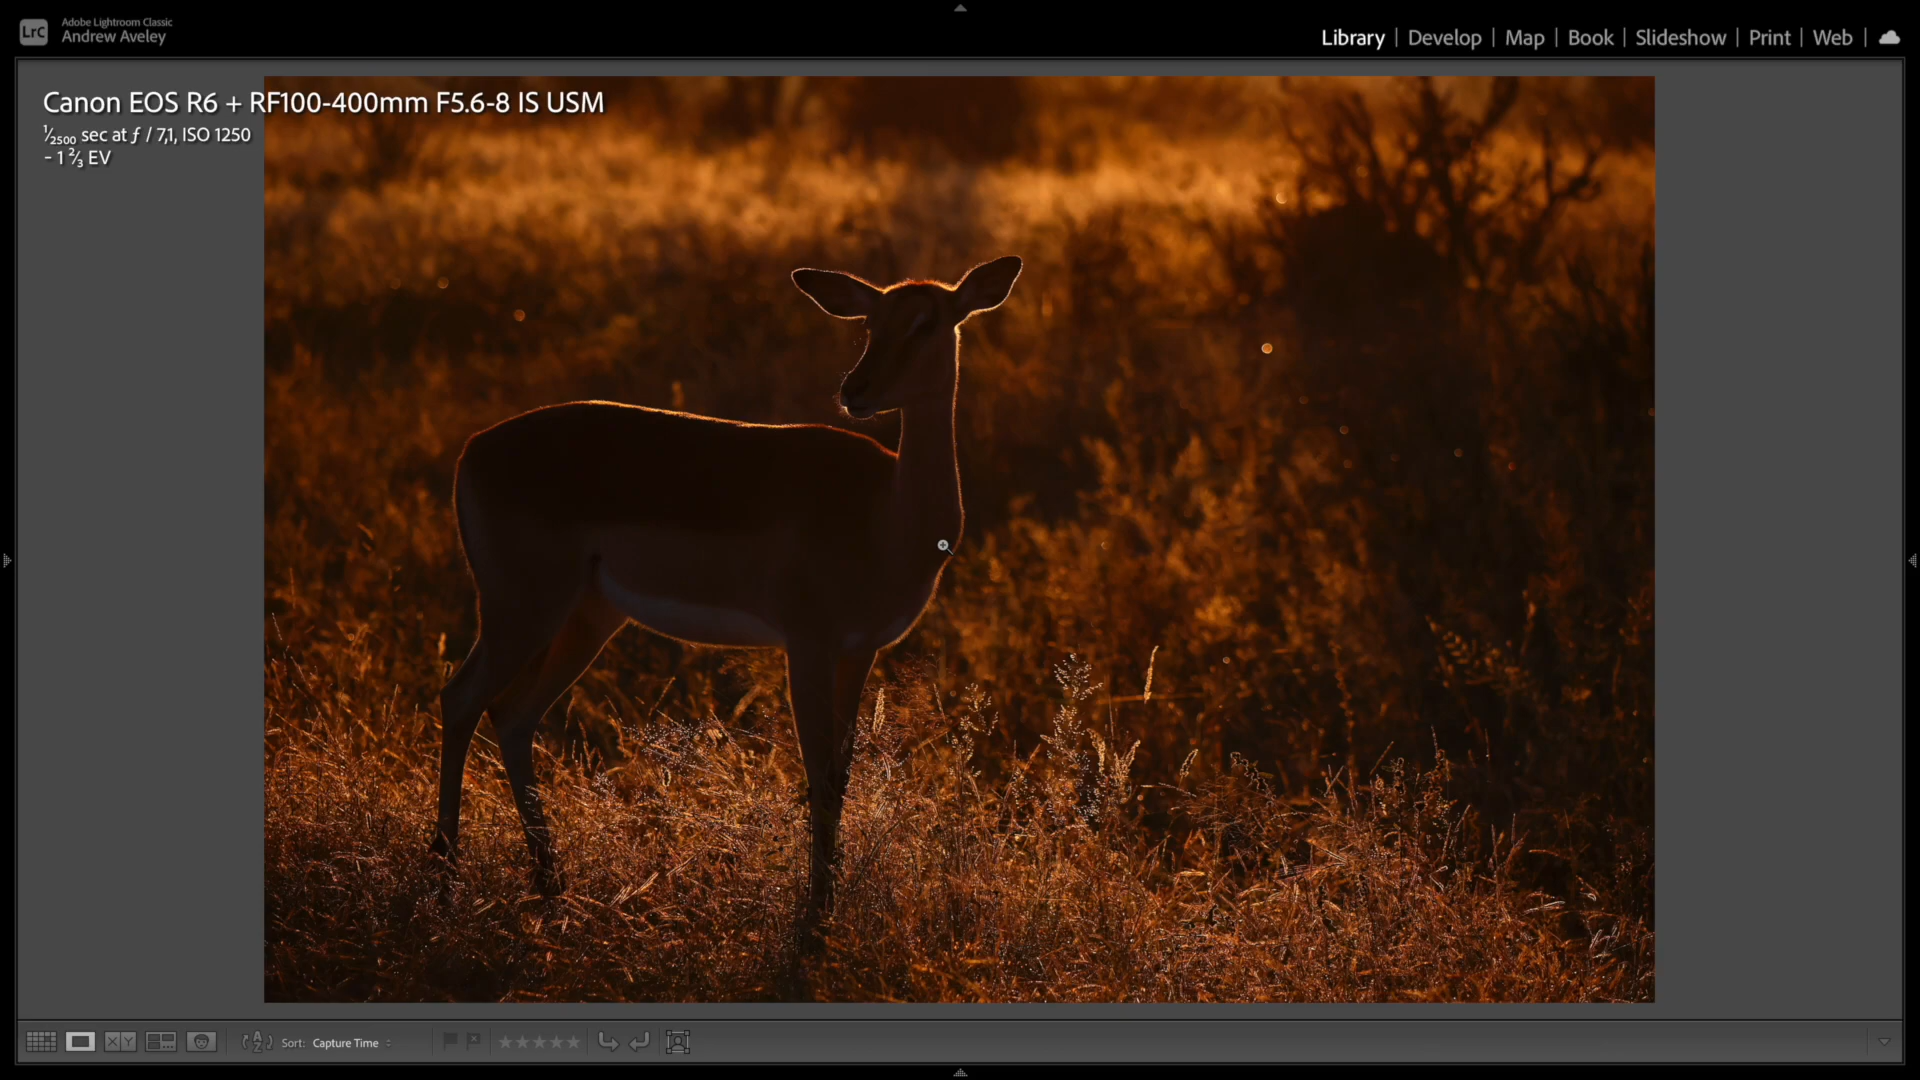 LrC
Adobe Lightroom Classic
Andrew Aveley
Library | Develop | Map | Book | Slideshow | Print | Web |
Canon EOS R6 + RF100-400mm F5.6-8 IS USM
1/2500 sec at ƒ / 7,1, ISO 1250
- 1 2/3 EV
X Y
A Z
Sort: Capture Time